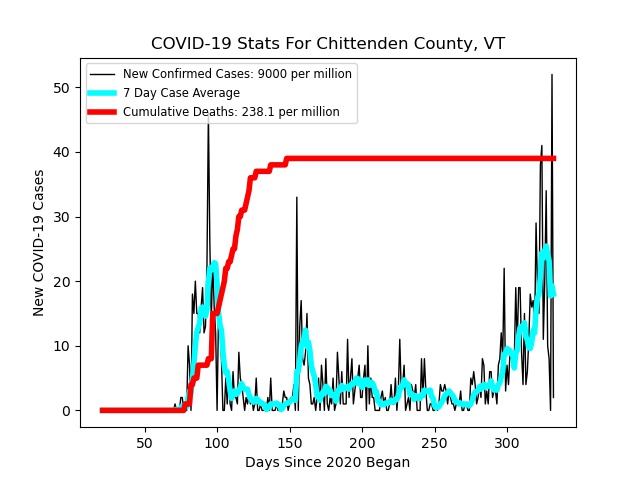 COVID-19 Stats For Chittenden County, VT
New Confirmed Cases: 9000 per million
7 Day Case Average
Cumulative Deaths: 238.1 per million
New COVID-19 Cases
50
40
30
20
10
0
50 100 150 200 250 300
Days Since 2020 Began